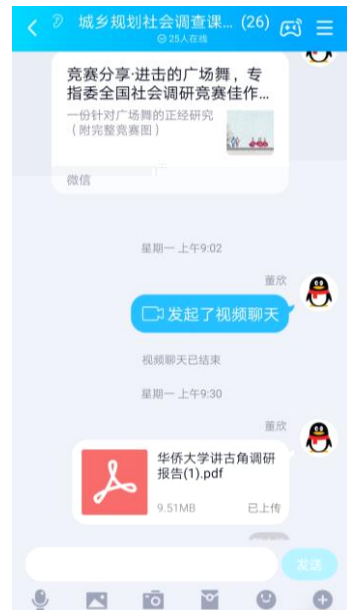 城乡规划社会调查课... (26)
25人在线
竞赛分享·进击的广场舞，专
指委全国社会调研竞赛佳作...
一份针对广场舞的正经研究
（附完整竞赛图）
微信
星期一 上午9:02
董欣
发起了视频聊天
视频聊天已结束
星期一 上午9:30
董欣
华侨大学讲古角调研
报告(1).pdf
9.51MB
已上传
发送